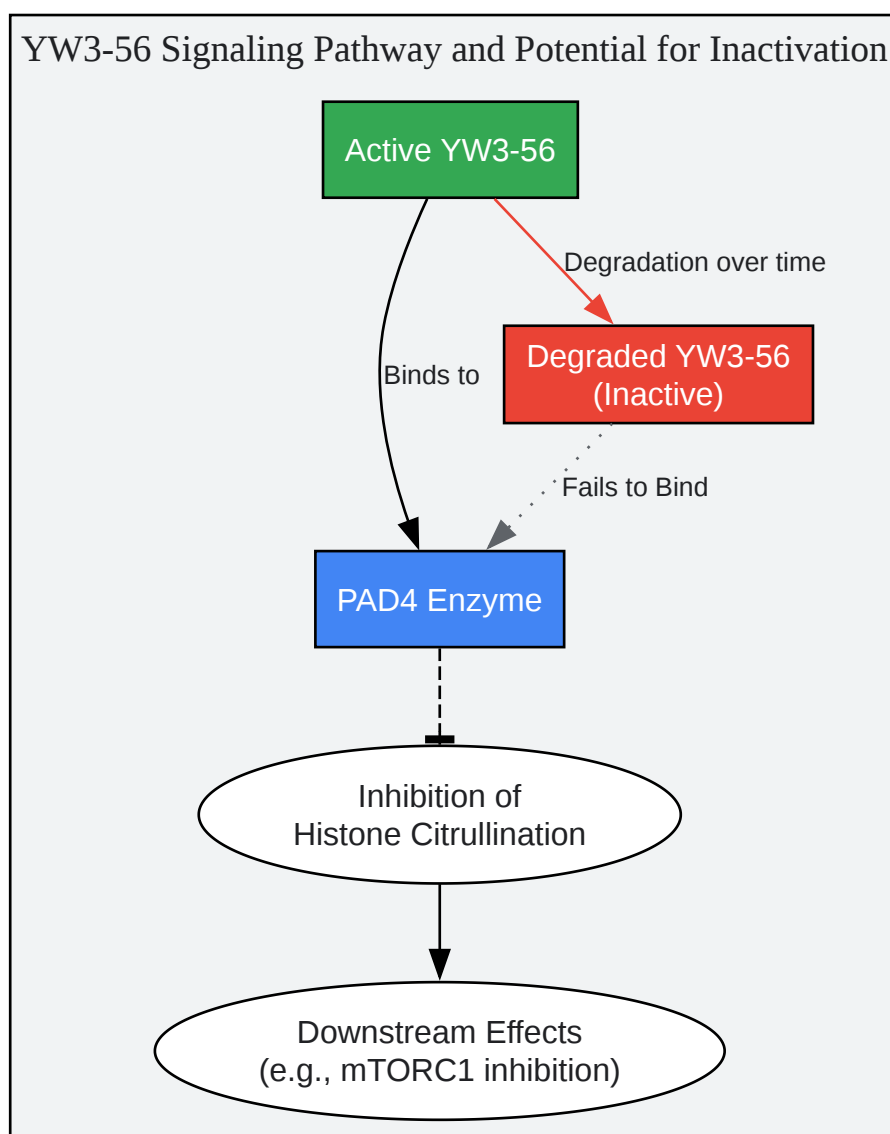 YW3-56 Signaling Pathway and Potential for Inactivation
Active YW3-56
Degradation over time
Degraded YW3-56
(Inactive)
Binds to
Fails to Bind
PAD4 Enzyme
Inhibition of
Histone Citrullination
Downstream Effects
(e.g., mTORC1 inhibition)